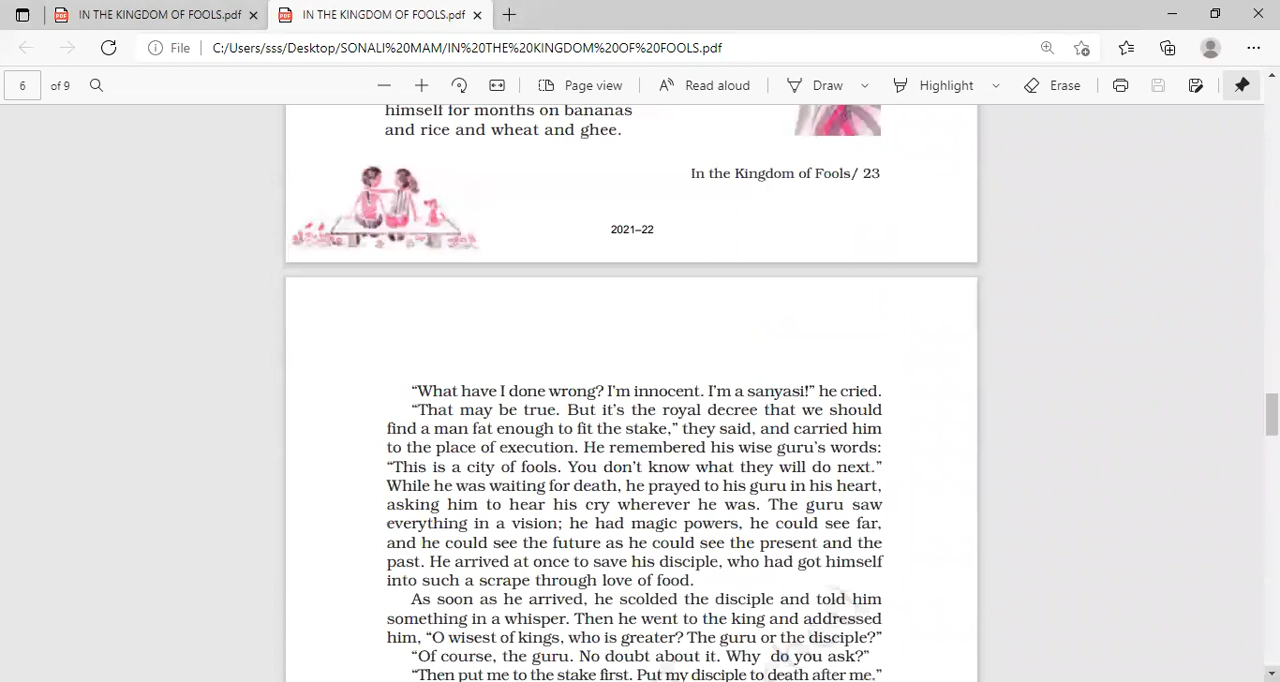 IN THE KINGDOM OF FOOLS.pdf
IN THE KINGDOM OF FOOLS.pdf
File C:/Users/sss/Desktop/SONALI%20MAM/IN%20THE%20KINGDOM%20OF%20FOOLS.pdf
6 of 9 Page view Read aloud Draw Highlight Erase
himself for months on bananas
and rice and wheat and ghee.
In the Kingdom of Fools/ 23
2021–22
“What have I done wrong? I’m innocent. I’m a sanyasi!” he cried.
“That may be true. But it’s the royal decree that we should
find a man fat enough to fit the stake,” they said, and carried him
to the place of execution. He remembered his wise guru’s words:
“This is a city of fools. You don’t know what they will do next.”
While he was waiting for death, he prayed to his guru in his heart,
asking him to hear his cry wherever he was. The guru saw
everything in a vision; he had magic powers, he could see far,
and he could see the future as he could see the present and the
past. He arrived at once to save his disciple, who had got himself
into such a scrape through love of food.
As soon as he arrived, he scolded the disciple and told him
something in a whisper. Then he went to the king and addressed
him, “O wisest of kings, who is greater? The guru or the disciple?”
“Of course, the guru. No doubt about it. Why do you ask?”
“Then put me to the stake first. Put my disciple to death after me.”